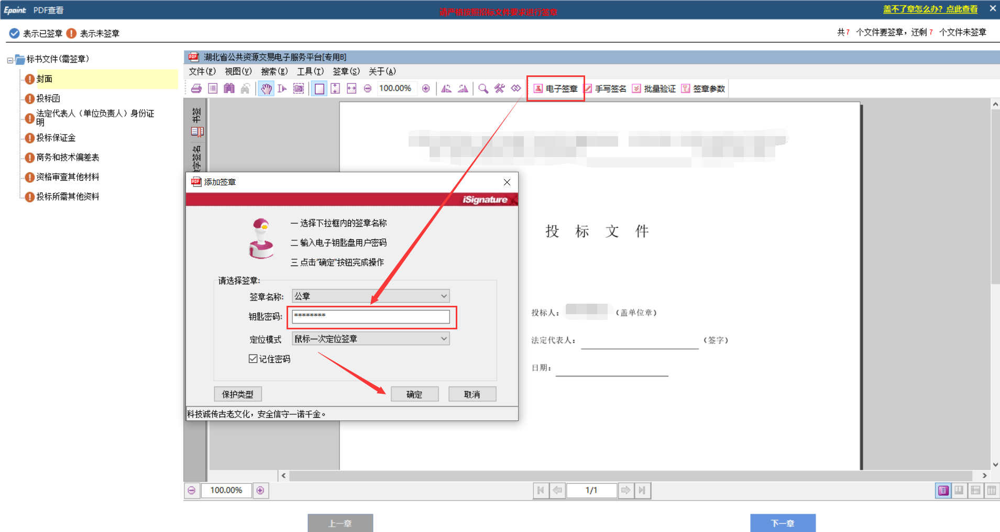 Epoint PDF查看
请严格按照招标文件要求进行签章
盖不了章怎么办？点此查看
表示已签章 表示未签章
共7 个文件要签章，还剩7 个文件未签章
标书文件(需签章)
封面
投标函
法定代表人（单位负责人）身份证
明
投标保证金
商务和技术偏差表
资格审查其他材料
投标所需其他资料
湖北省公共资源交易电子服务平台[专用B]
文件(F) 视图(V) 搜索(E) 工具(T) 签章(S) 关于(A)
100.00%
电子签章 手写签名 批量验证 签章参数
书签
数字签名
投 标 文 件
投标人： （盖单位章）
法定代表人： （签字）
日期：
添加签章
iSignature
一 选择下拉框内的签章名称
二 输入电子钥匙盘用户密码
三 点击"确定"按钮完成操作
请选择签章:
签章名称: 公章
钥匙密码: ********
定位模式 鼠标一次定位签章
记住密码
保护类型 确定 取消
科技诚传古老文化，安全信守一诺千金。
100.00%
1/1
上一章 下一章